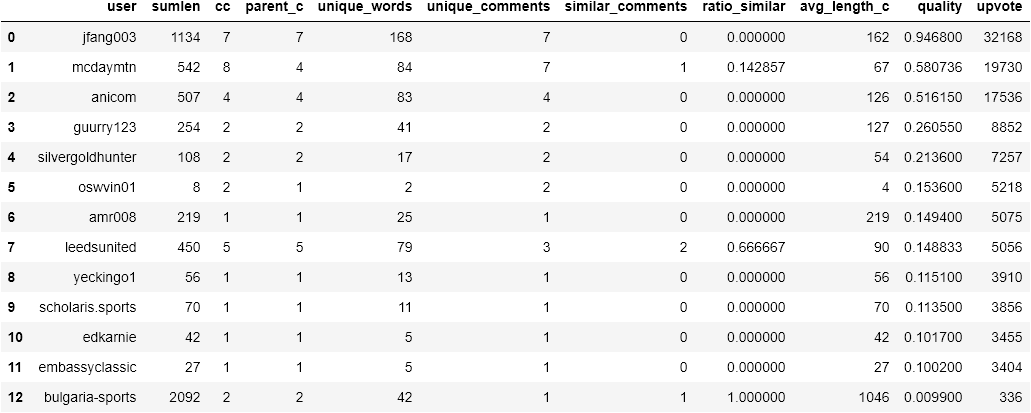 user sumlen cc parent_c unique_words unique_comments similar_comments ratio_similar avg_length_c quality upvote
0 jfang003 1134 7 7 168 7 0 0.000000 162 0.946800 32168
1 mcdaymtn 542 8 4 84 7 1 0.142857 67 0.580736 19730
2 anicom 507 4 4 83 4 0 0.000000 126 0.516150 17536
3 guurry123 254 2 2 41 2 0 0.000000 127 0.260550 8852
4 silvergoldhunter 108 2 2 17 2 0 0.000000 54 0.213600 7257
5 oswvin01 8 2 1 2 2 0 0.000000 4 0.153600 5218
6 amr008 219 1 1 25 1 0 0.000000 219 0.149400 5075
7 leedsunited 450 5 5 79 3 2 0.666667 90 0.148833 5056
8 yeckingo1 56 1 1 13 1 0 0.000000 56 0.115100 3910
9 scholaris.sports 70 1 1 11 1 0 0.000000 70 0.113500 3856
10 edkarnie 42 1 1 5 1 0 0.000000 42 0.101700 3455
11 embassyclassic 27 1 1 5 1 0 0.000000 27 0.100200 3404
12 bulgaria-sports 2092 2 2 42 1 1 1.000000 1046 0.009900 336